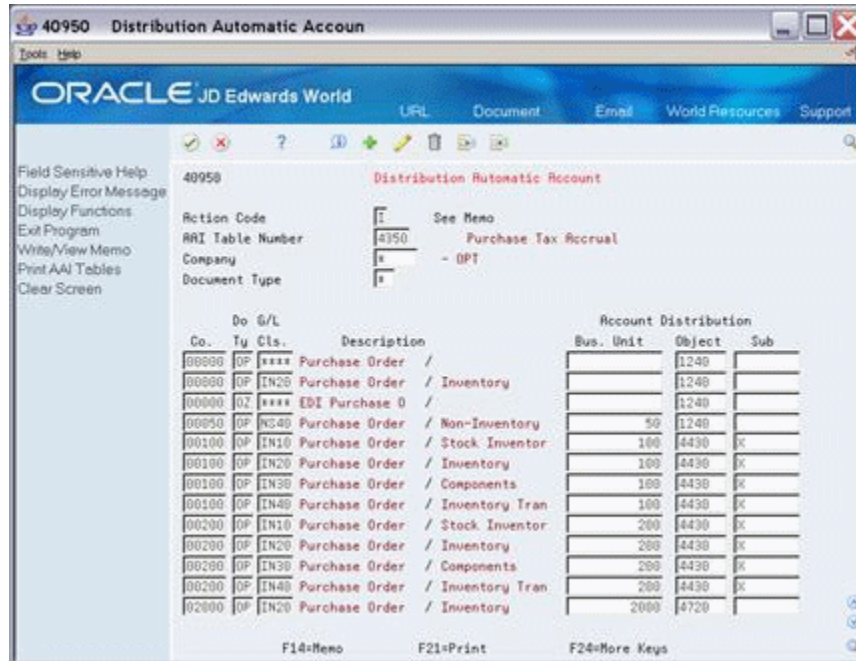 40950 Distribution Automatic Accoun
Tools Help
ORACLE JD Edwards World
URL Document Email World Resources Support
Field Sensitive Help
Display Error Message
Display Functions
Exit Program
Write/View Memo
Print AAI Tables
Clear Screen
40950 Distribution Automatic Account
Action Code I See Memo
AAI Table Number 4350 Purchase Tax Accrual
Company * - OPT
Document Type *
Do G/L Account Distribution
Co. Ty Cls. Description Bus. Unit Object Sub
00000 OP **** Purchase Order / 1240
00000 OP IN20 Purchase Order / Inventory 1240
00000 OZ **** EDI Purchase O / 1240
00050 OP NS40 Purchase Order / Non-Inventory 50 1240
00100 OP IN10 Purchase Order / Stock Inventor 100 4430 X
00100 OP IN20 Purchase Order / Inventory 100 4430 X
00100 OP IN30 Purchase Order / Components 100 4430 X
00100 OP IN40 Purchase Order / Inventory Tran 100 4430 X
00200 OP IN10 Purchase Order / Stock Inventor 200 4430 X
00200 OP IN20 Purchase Order / Inventory 200 4430 X
00200 OP IN30 Purchase Order / Components 200 4430 X
00200 OP IN40 Purchase Order / Inventory Tran 200 4430 X
02000 OP IN20 Purchase Order / Inventory 2000 4720
F14=Memo F21=Print F24=More Keys